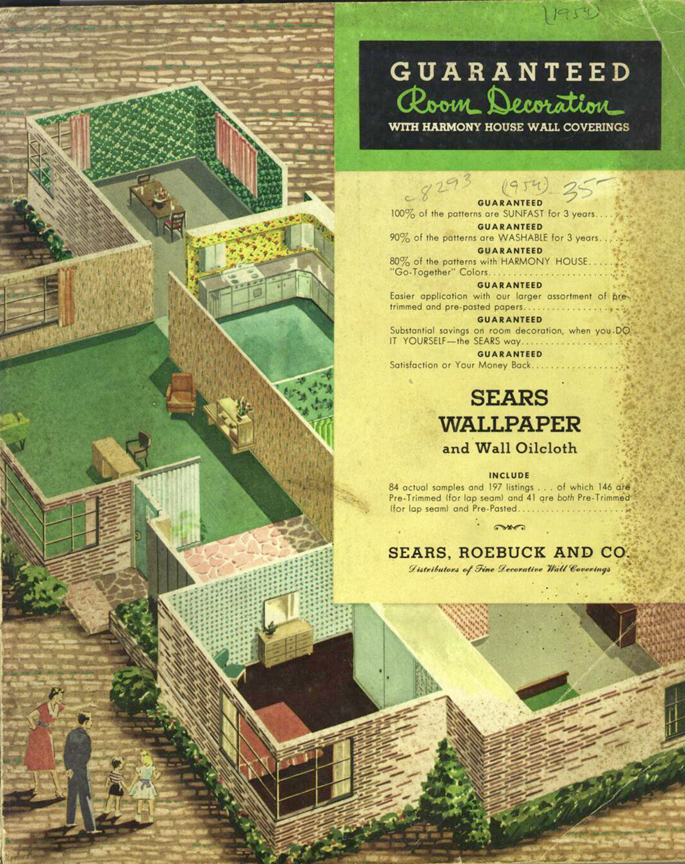 (1954)
GUARANTEED
Room Decoration
WITH HARMONY HOUSE WALL COVERINGS
c8293 (1954) 35-
GUARANTEED
100% of the patterns are SUNFAST for 3 years....
GUARANTEED
90% of the patterns are WASHABLE for 3 years....
GUARANTEED
80% of the patterns with HARMONY HOUSE......
"Go-Together" Colors............................
GUARANTEED
Easier application with our larger assortment of pre-
trimmed and pre-pasted papers....................
GUARANTEED
Substantial savings on room decoration, when you DO
IT YOURSELF—the SEARS way....................
GUARANTEED
Satisfaction or Your Money Back..................
SEARS
WALLPAPER
and Wall Oilcloth
INCLUDE
84 actual samples and 197 listings . . . of which 146 are
Pre-Trimmed (for lap seam) and 41 are both Pre-Trimmed
(for lap seam) and Pre-Pasted......................
SEARS, ROEBUCK AND CO.
Distributors of Fine Decorative Wall Coverings